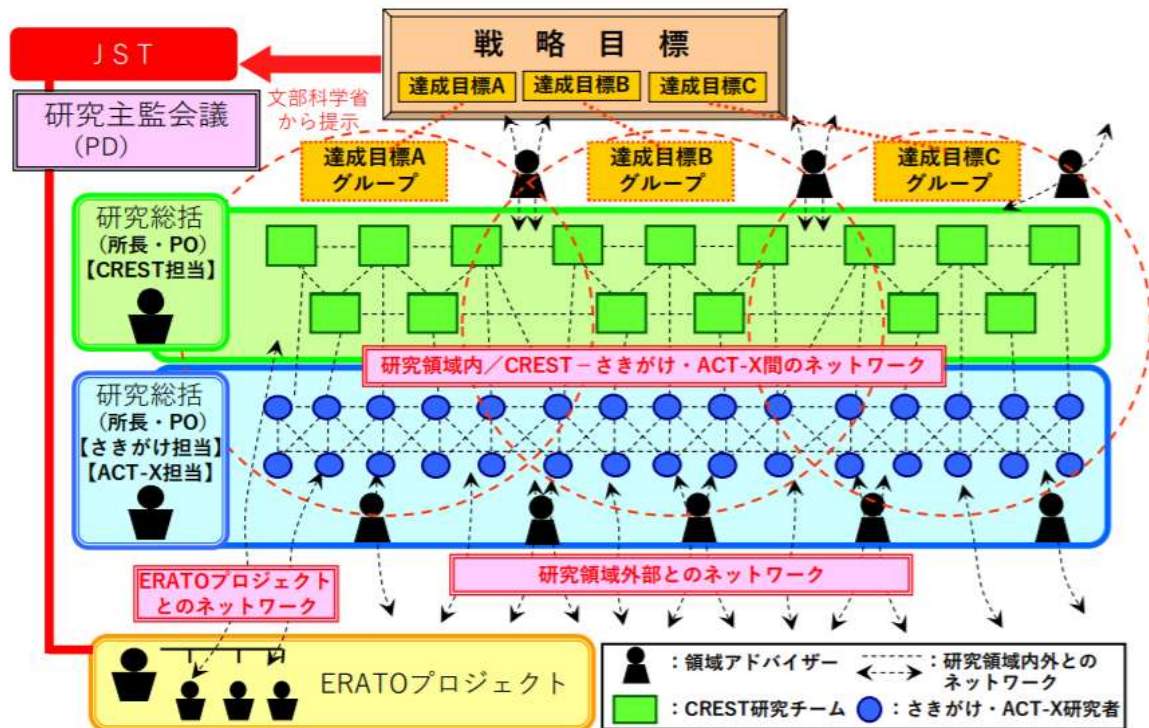 戦略目標
達成目標A
達成目標B
達成目標C
JST
文部科学省
から提示
研究主監会議
(PD)
達成目標A
グループ
達成目標B
グループ
達成目標C
グループ
研究総括
(所長・PO)
【CREST担当】
研究領域内／CREST－さきがけ・ACT-X間のネットワーク
研究総括
(所長・PO)
【さきがけ担当】
【ACT-X担当】
ERATOプロジェクト
とのネットワーク
研究領域外部とのネットワーク
ERATOプロジェクト
：領域アドバイザー
：研究領域内外との
ネットワーク
：CREST研究チーム
：さきがけ・ACT-X研究者